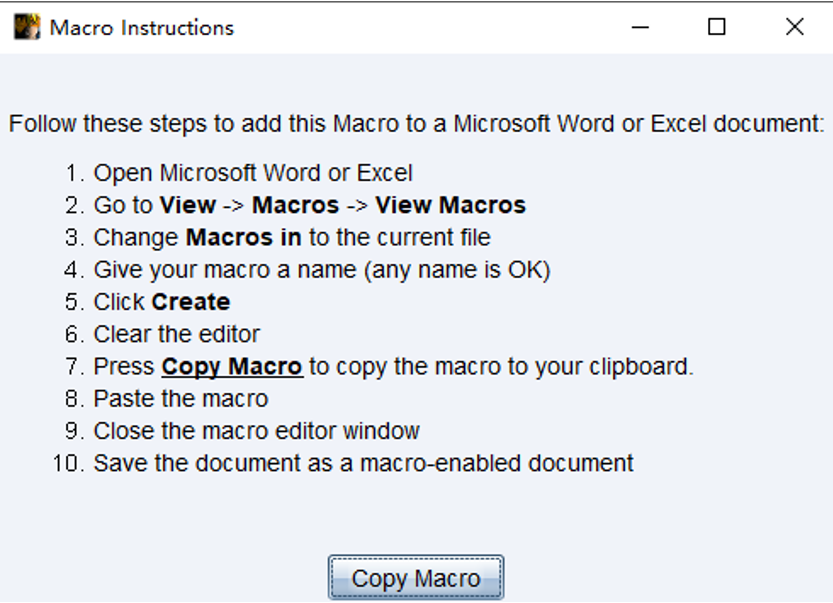 Macro Instructions
Follow these steps to add this Macro to a Microsoft Word or Excel document:
1. Open Microsoft Word or Excel
2. Go to View -> Macros -> View Macros
3. Change Macros in to the current file
4. Give your macro a name (any name is OK)
5. Click Create
6. Clear the editor
7. Press Copy Macro to copy the macro to your clipboard.
8. Paste the macro
9. Close the macro editor window
10. Save the document as a macro-enabled document
Copy Macro